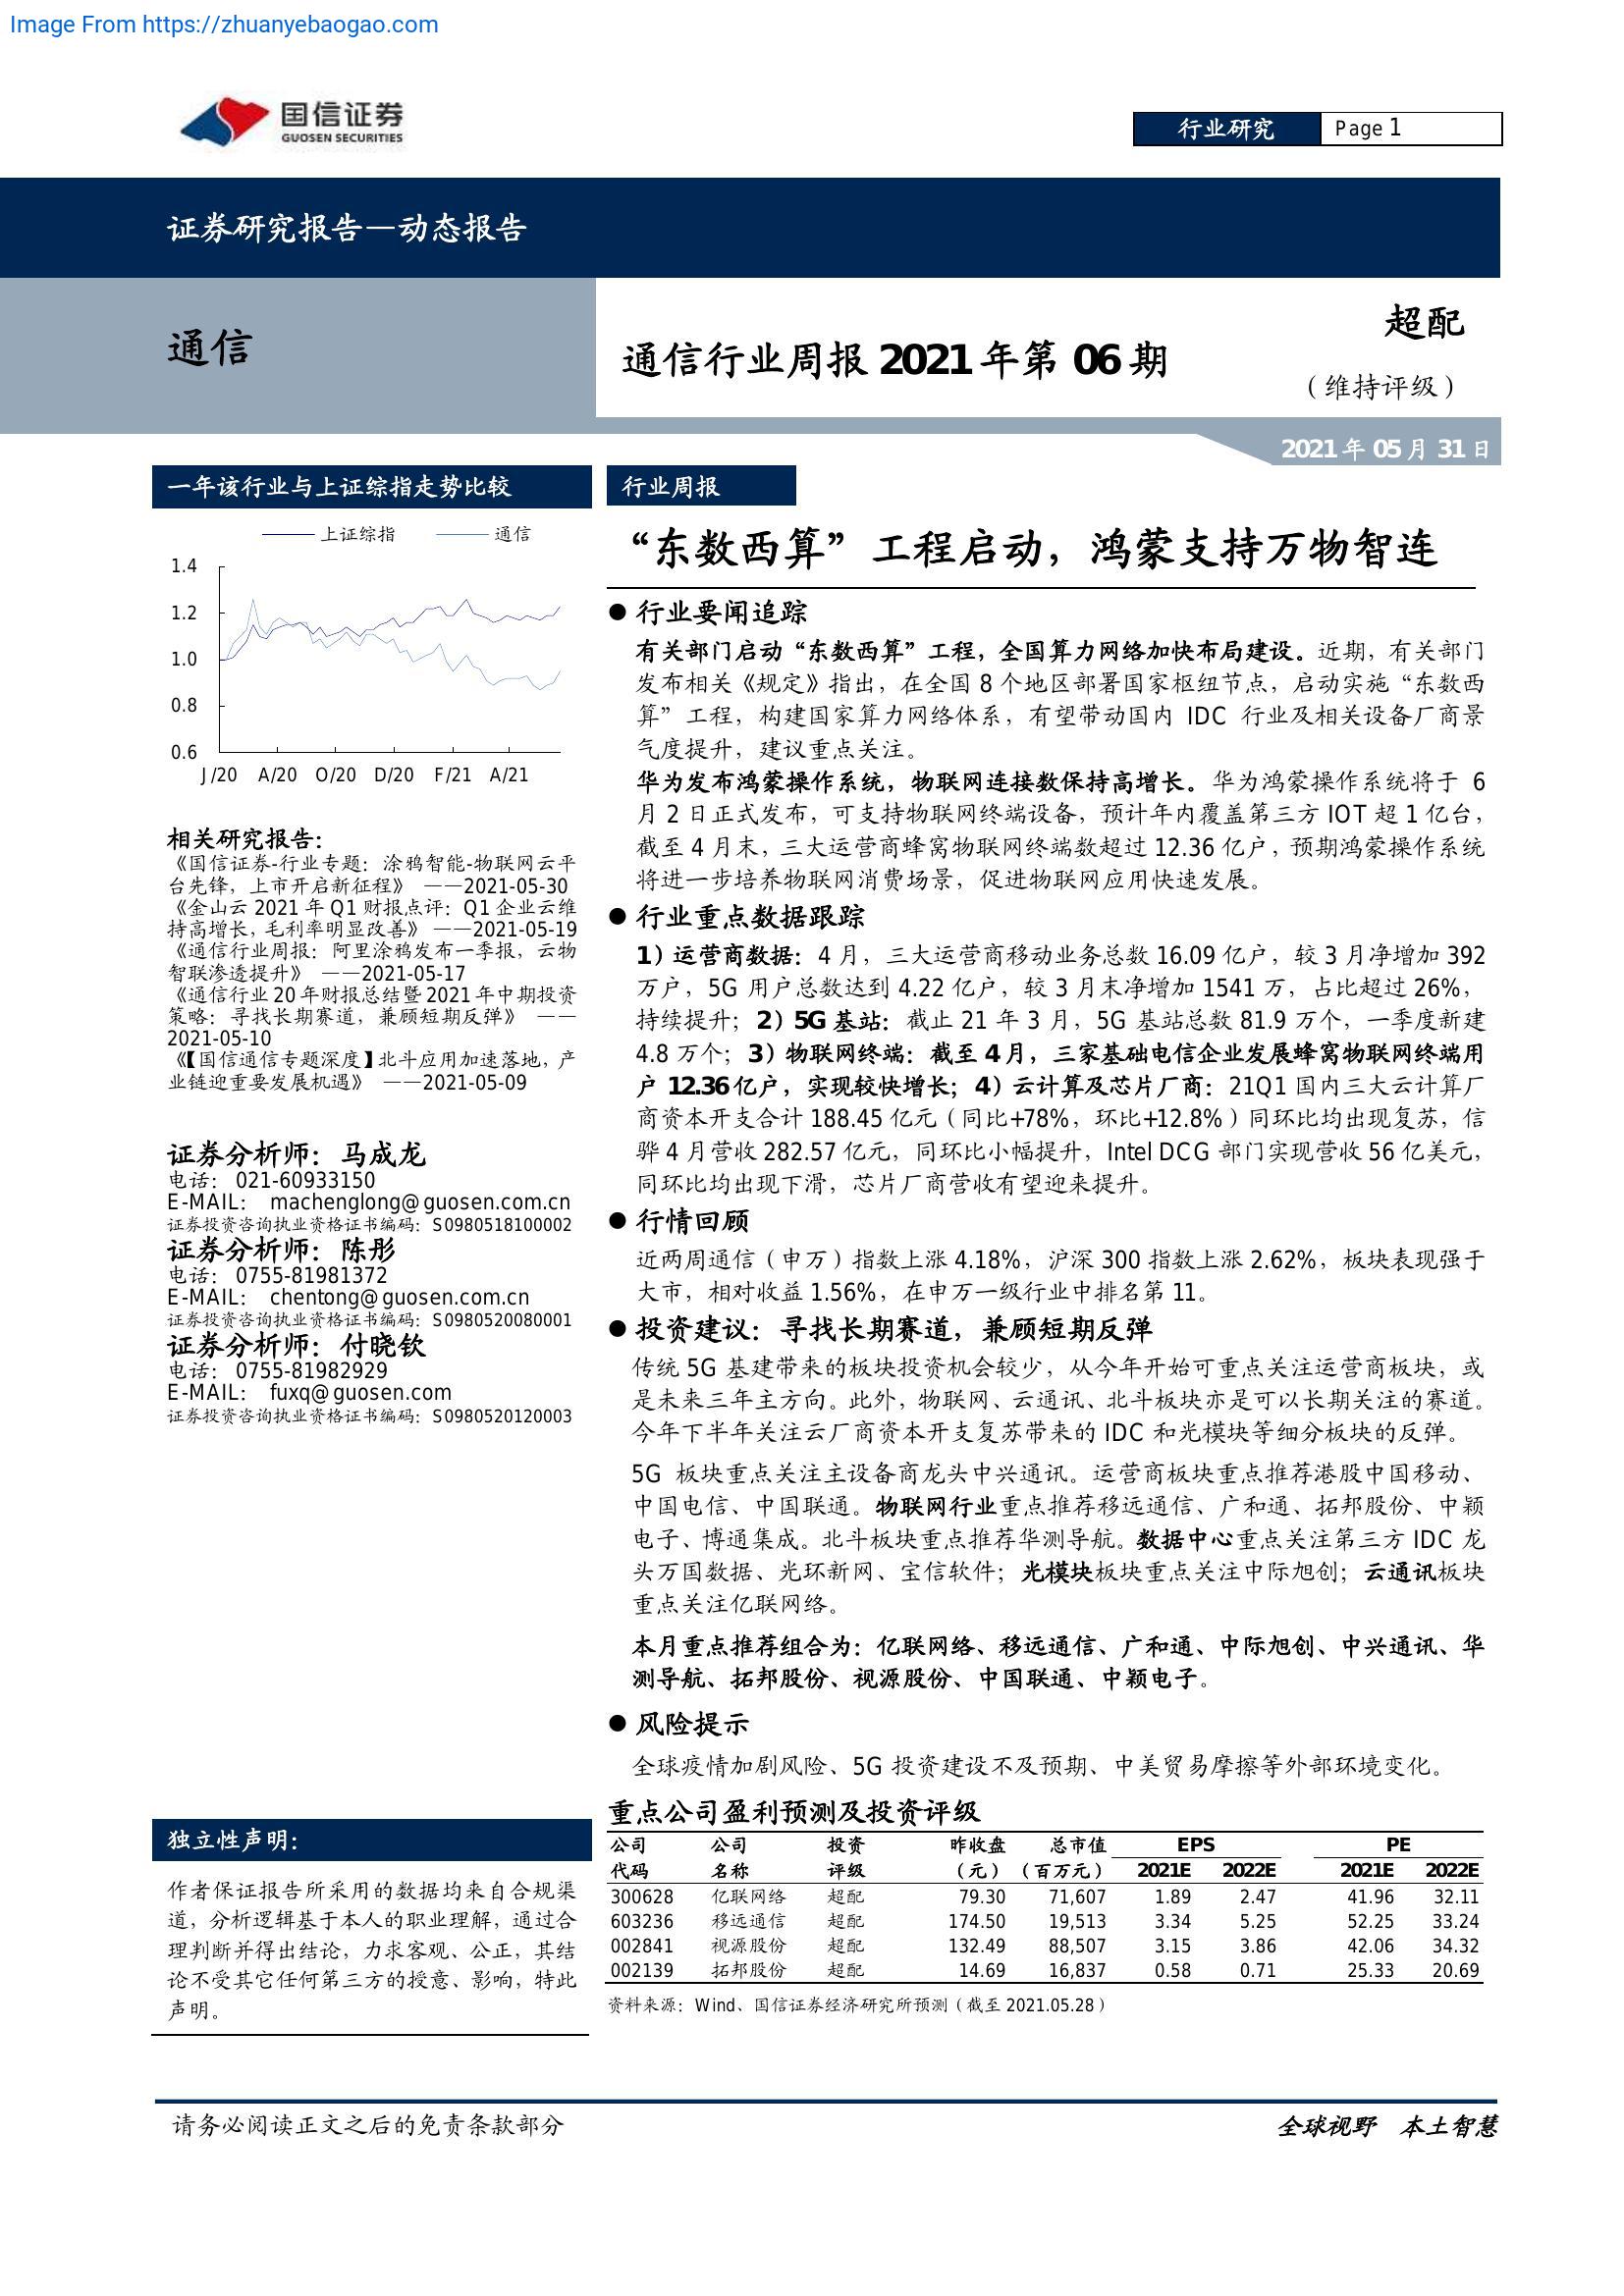 Image From https://zhuanyebaogao.com
国信证券
GUOSEN SECURITIES
行业研究
Page 1
证券研究报告—动态报告
通信
通信行业周报 2021 年第 06 期
超配
（维持评级）
2021 年 05 月 31 日
一年该行业与上证综指走势比较
上证综指 通信
1.4
1.2
1.0
0.8
0.6
J/20 A/20 O/20 D/20 F/21 A/21
相关研究报告：
《国信证券-行业专题：涂鸦智能-物联网云平
台先锋，上市开启新征程》 ——2021-05-30
《金山云 2021 年 Q1 财报点评：Q1 企业云维
持高增长，毛利率明显改善》 ——2021-05-19
《通信行业周报：阿里涂鸦发布一季报，云物
智联渗透提升》 ——2021-05-17
《通信行业 20 年财报总结暨 2021 年中期投资
策略：寻找长期赛道，兼顾短期反弹》 ——
2021-05-10
《【国信通信专题深度】北斗应用加速落地，产
业链迎重要发展机遇》 ——2021-05-09
证券分析师：马成龙
电话： 021-60933150
E-MAIL： machenglong@guosen.com.cn
证券投资咨询执业资格证书编码：S0980518100002
证券分析师：陈彤
电话： 0755-81981372
E-MAIL： chentong@guosen.com.cn
证券投资咨询执业资格证书编码：S0980520080001
证券分析师：付晓钦
电话： 0755-81982929
E-MAIL： fuxq@guosen.com
证券投资咨询执业资格证书编码：S0980520120003
独立性声明：
作者保证报告所采用的数据均来自合规渠
道，分析逻辑基于本人的职业理解，通过合
理判断并得出结论，力求客观、公正，其结
论不受其它任何第三方的授意、影响，特此
声明。
行业周报
“东数西算”工程启动，鸿蒙支持万物智连
● 行业要闻追踪
有关部门启动“东数西算”工程，全国算力网络加快布局建设。近期，有关部门
发布相关《规定》指出，在全国 8 个地区部署国家枢纽节点，启动实施“东数西
算”工程，构建国家算力网络体系，有望带动国内 IDC 行业及相关设备厂商景
气度提升，建议重点关注。
华为发布鸿蒙操作系统，物联网连接数保持高增长。华为鸿蒙操作系统将于 6
月 2 日正式发布，可支持物联网终端设备，预计年内覆盖第三方 IOT 超 1 亿台，
截至 4 月末，三大运营商蜂窝物联网终端数超过 12.36 亿户，预期鸿蒙操作系统
将进一步培养物联网消费场景，促进物联网应用快速发展。
● 行业重点数据跟踪
1）运营商数据：4 月，三大运营商移动业务总数 16.09 亿户，较 3 月净增加 392
万户，5G 用户总数达到 4.22 亿户，较 3 月末净增加 1541 万，占比超过 26%，
持续提升；2）5G 基站：截止 21 年 3 月，5G 基站总数 81.9 万个，一季度新建
4.8 万个；3）物联网终端：截至 4 月，三家基础电信企业发展蜂窝物联网终端用
户 12.36 亿户，实现较快增长；4）云计算及芯片厂商：21Q1 国内三大云计算厂
商资本开支合计 188.45 亿元（同比+78%，环比+12.8%）同环比均出现复苏，信
骅 4 月营收 282.57 亿元，同环比小幅提升，Intel DCG 部门实现营收 56 亿美元，
同环比均出现下滑，芯片厂商营收有望迎来提升。
● 行情回顾
近两周通信（申万）指数上涨 4.18%，沪深 300 指数上涨 2.62%，板块表现强于
大市，相对收益 1.56%，在申万一级行业中排名第 11。
● 投资建议：寻找长期赛道，兼顾短期反弹
传统 5G 基建带来的板块投资机会较少，从今年开始可重点关注运营商板块，或
是未来三年主方向。此外，物联网、云通讯、北斗板块亦是可以长期关注的赛道。
今年下半年关注云厂商资本开支复苏带来的 IDC 和光模块等细分板块的反弹。
5G 板块重点关注主设备商龙头中兴通讯。运营商板块重点推荐港股中国移动、
中国电信、中国联通。物联网行业重点推荐移远通信、广和通、拓邦股份、中颖
电子、博通集成。北斗板块重点推荐华测导航。数据中心重点关注第三方 IDC 龙
头万国数据、光环新网、宝信软件；光模块板块重点关注中际旭创；云通讯板块
重点关注亿联网络。
本月重点推荐组合为：亿联网络、移远通信、广和通、中际旭创、中兴通讯、华
测导航、拓邦股份、视源股份、中国联通、中颖电子。
● 风险提示
全球疫情加剧风险、5G 投资建设不及预期、中美贸易摩擦等外部环境变化。
重点公司盈利预测及投资评级
公司 公司 投资 昨收盘 总市值 EPS PE
代码 名称 评级 （元） （百万元） 2021E 2022E 2021E 2022E
300628 亿联网络 超配 79.30 71,607 1.89 2.47 41.96 32.11
603236 移远通信 超配 174.50 19,513 3.34 5.25 52.25 33.24
002841 视源股份 超配 132.49 88,507 3.15 3.86 42.06 34.32
002139 拓邦股份 超配 14.69 16,837 0.58 0.71 25.33 20.69
资料来源：Wind、国信证券经济研究所预测（截至 2021.05.28）
请务必阅读正文之后的免责条款部分
全球视野 本土智慧